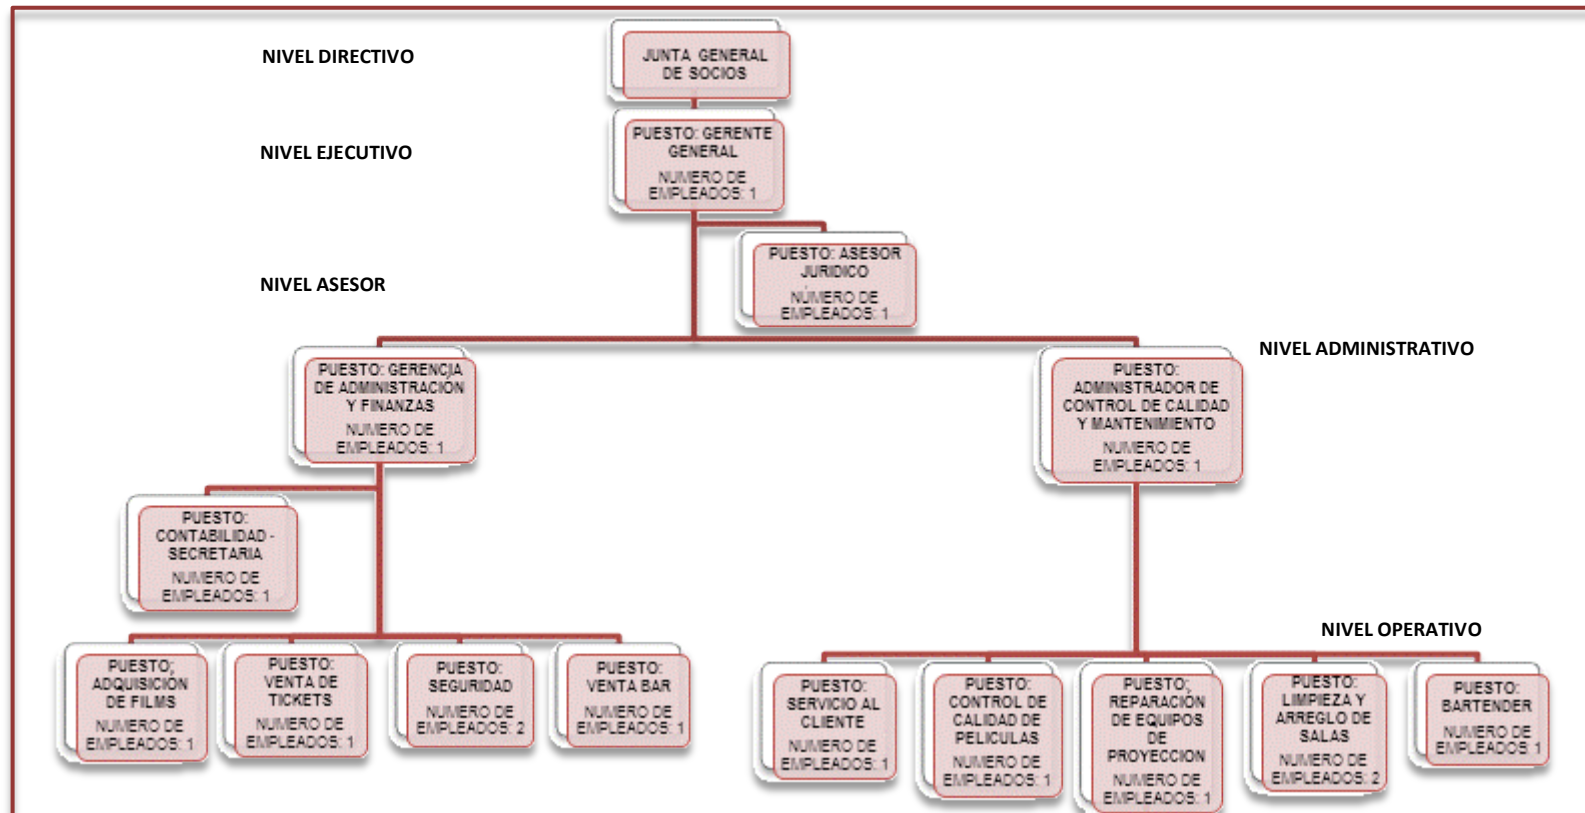 NIVEL DIRECTIVO
JUNTA GENERAL
DE SOCIOS
NIVEL EJECUTIVO
PUESTO: GERENTE
GENERAL
NUMERO DE
EMPLEADOS: 1
NIVEL ASESOR
PUESTO: ASESOR
JURIDICO
NÚMERO DE
EMPLEADOS: 1
NIVEL ADMINISTRATIVO
PUESTO: GERENCIA
DE ADMINISTRACIÓN
Y FINANZAS
NUMERO DE
EMPLEADOS: 1
PUESTO:
ADMINISTRADOR DE
CONTROL DE CALIDAD
Y MANTENIMIENTO
NUMERO DE
EMPLEADOS: 1
PUESTO:
CONTABILIDAD -
SECRETARIA
NUMERO DE
EMPLEADOS: 1
NIVEL OPERATIVO
PUESTO;
ADQUISICIÓN
DE FILMS
NUMERO DE
EMPLEADOS: 1
PUESTO:
VENTA DE
TICKETS
NUMERO DE
EMPLEADOS: 1
PUESTO:
SEGURIDAD
NUMERO DE
EMPLEADOS: 2
PUESTO:
VENTA BAR
NUMERO DE
EMPLEADOS: 1
PUESTO:
SERVICIO AL
CLIENTE
NUMERO DE
EMPLEADOS: 1
PUESTO:
CONTROL DE
CALIDAD DE
PELICULAS
NUMERO DE
EMPLEADOS: 1
PUESTO;
REPARACIÓN
DE EQUIPOS
DE
PROYECCION
NUMERO DE
EMPLEADOS: 1
PUESTO:
LIMPIEZA Y
ARREGLO DE
SALAS
NUMERO DE
EMPLEADOS: 2
PUESTO:
BARTENDER
NUMERO DE
EMPLEADOS: 1